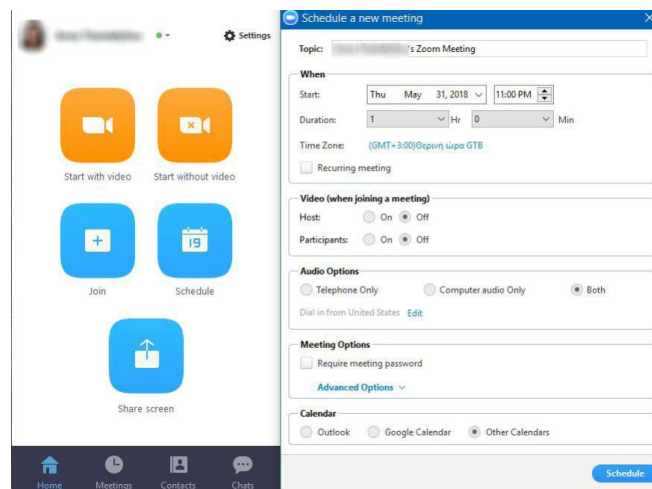 Settings
Start with video
Start without video
19
Join
Schedule
Share screen
Home
Meetings
Contacts
Chats
Schedule a new meeting
Topic:
's Zoom Meeting
When
Start:
Thu May 31, 2018
11:00 PM
Duration:
1 Hr 0 Min
Time Zone:
(GMT+3:00)Θερινή ώρα GTB
Recurring meeting
Video (when joining a meeting)
Host: On Off
Participants: On Off
Audio Options
Telephone Only Computer audio Only Both
Dial in from United States Edit
Meeting Options
Require meeting password
Advanced Options
Calendar
Outlook Google Calendar Other Calendars
Schedule